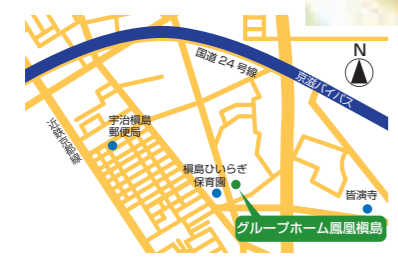 N
国道24号線
京滋バイパス
近鉄京都線
宇治槇島
郵便局
槇島ひいらぎ
保育園
皆演寺
グループホーム鳳凰槇島